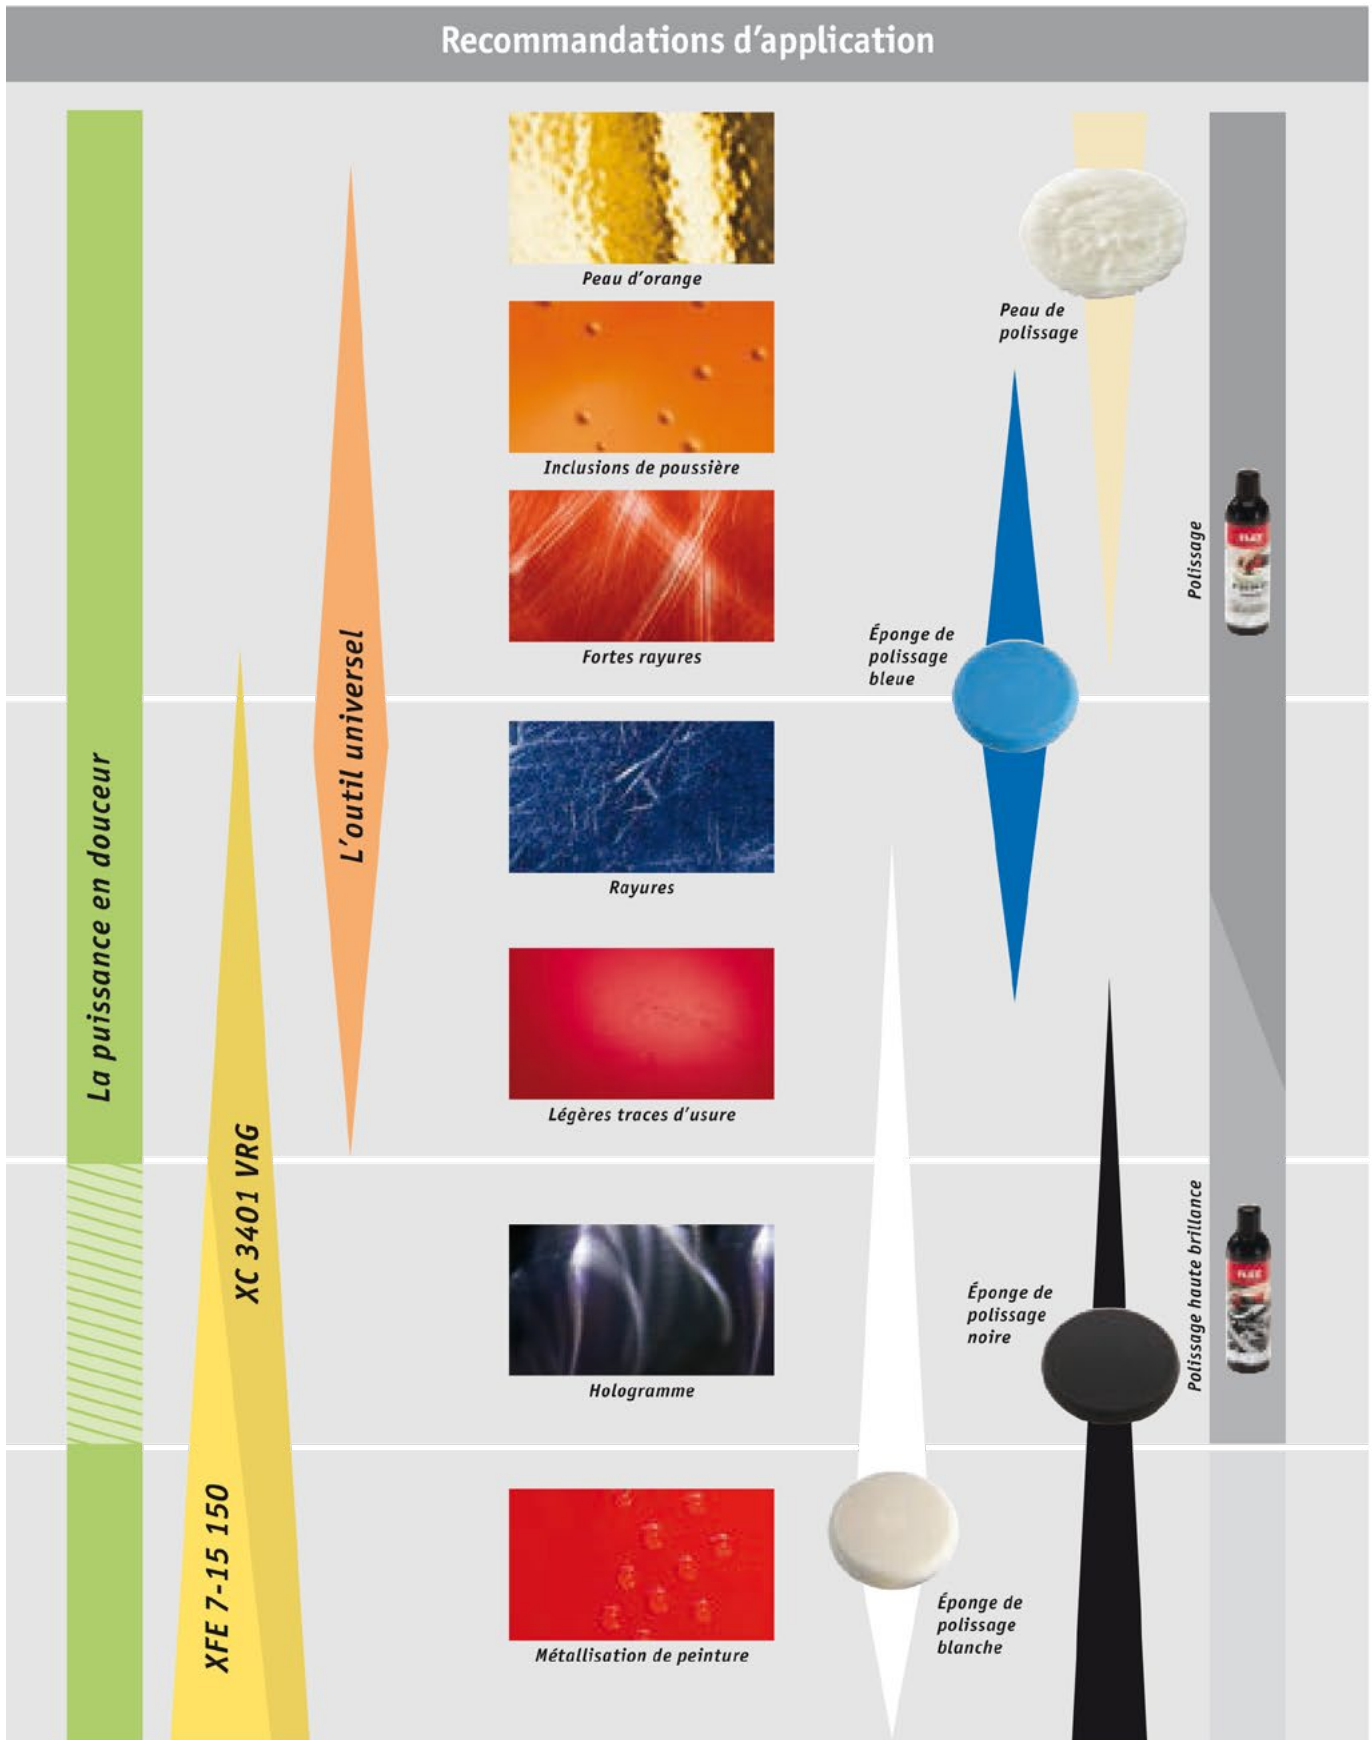 Recommandations d'application
Peau d'orange
Peau de
polissage
Inclusions de poussière
Polissage
FLEX
Fortes rayures
Éponge de
polissage
bleue
L'outil universel
La puissance en douceur
Rayures
Légères traces d'usure
XC 3401 VRG
Polissage haute brillance
FLEX
Éponge de
polissage
noire
Hologramme
XFE 7-15 150
Éponge de
polissage
blanche
Métallisation de peinture